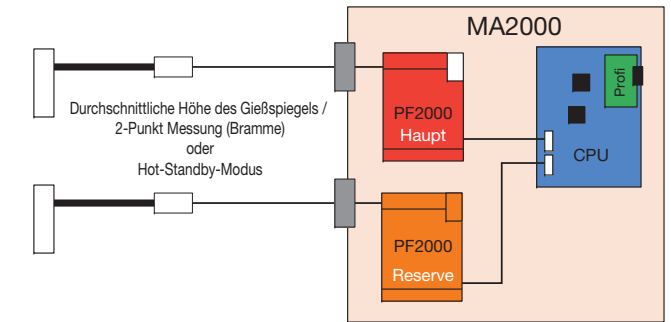 MA2000
Durchschnittliche Höhe des Gießspiegels /
2-Punkt Messung (Bramme)
oder
Hot-Standby-Modus
PF2000
Haupt
Profi
CPU
PF2000
Reserve